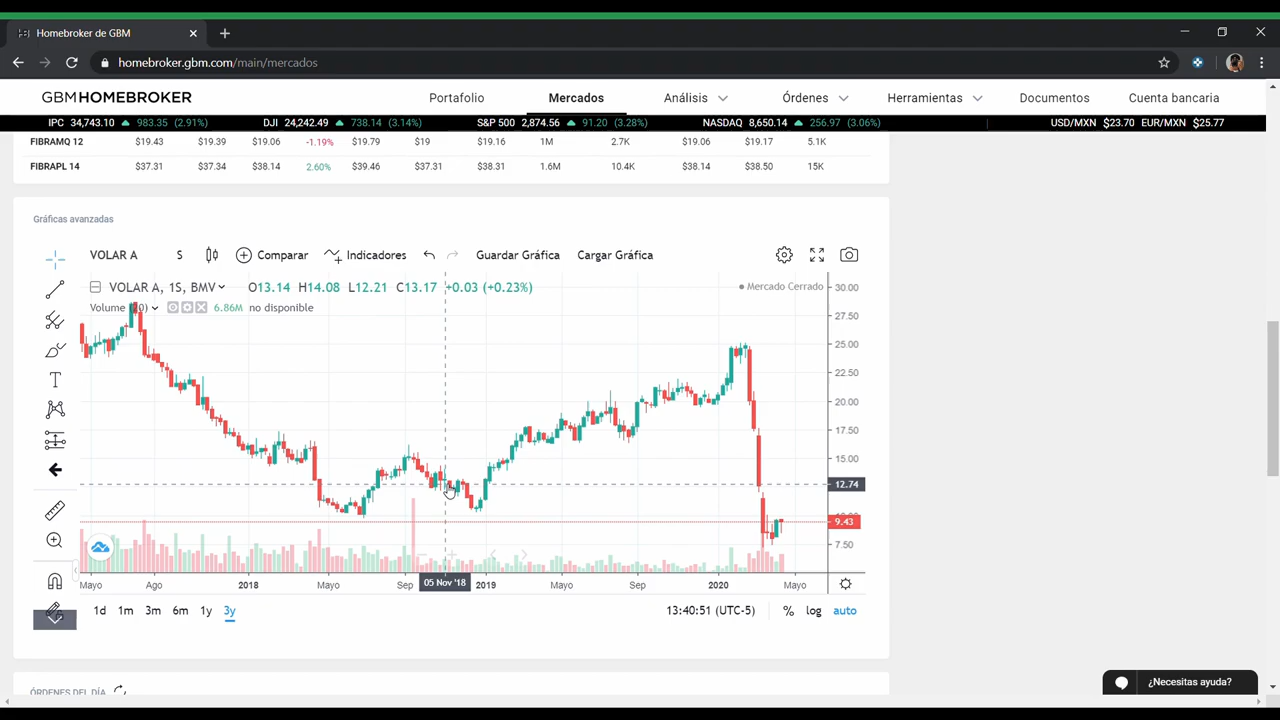 Homebroker de GBM
homebroker.gbm.com/main/mercados
GBMHOMEBROKER Portafolio Mercados Análisis Órdenes Herramientas Documentos Cuenta bancaria
IPC 34,743.10 983.35 (2.91%) DJI 24,242.49 738.14 (3.14%) S&P 500 2,874.56 91.20 (3.28%) NASDAQ 8,650.14 256.97 (3.06%) USD/MXN $23.70 EUR/MXN $25.77
FIBRAMQ 12 $19.43 $19.39 $19.06 -1.19% $19.79 $19 $19.16 1M 2.7K $19.06 $19.17 5.1K
FIBRAPL 14 $37.31 $37.34 $38.14 2.60% $39.46 $37.31 $38.31 1.6M 10.4K $38.14 $38.50 15K
Gráficas avanzadas
VOLAR A S Comparar Indicadores Guardar Gráfica Cargar Gráfica
VOLAR A, 1S, BMV O13.14 H14.08 L12.21 C13.17 +0.03 (+0.23%) Mercado Cerrado
Volume 6.86M no disponible
30.00
27.50
25.00
22.50
20.00
17.50
15.00
12.74
10.00
9.43
7.50
Mayo Ago 2018 Mayo Sep 05 Nov '18 2019 Mayo Sep 2020 Mayo
1d 1m 3m 6m 1y 3y 13:40:51 (UTC-5) % log auto
ÓRDENES DEL DÍA
¿Necesitas ayuda?